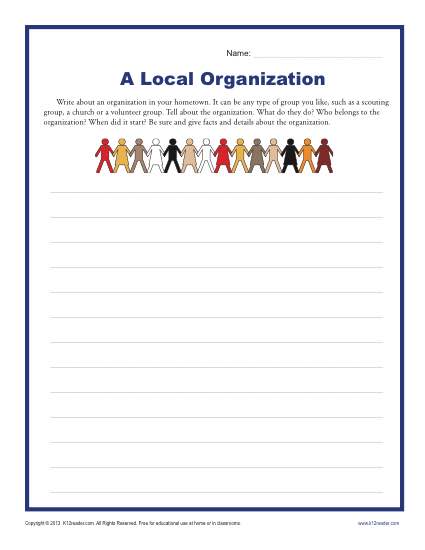 Name:
A Local Organization
Write about an organization in your hometown. It can be any type of group you like, such as a scouting
group, a church or a volunteer group. Tell about the organization. What do they do? Who belongs to the
organization? When did it start? Be sure and give facts and details about the organization.
Copyright © 2013 K12reader.com. All Rights Reserved. Free for educational use at home or in classrooms.
www.k12reader.com